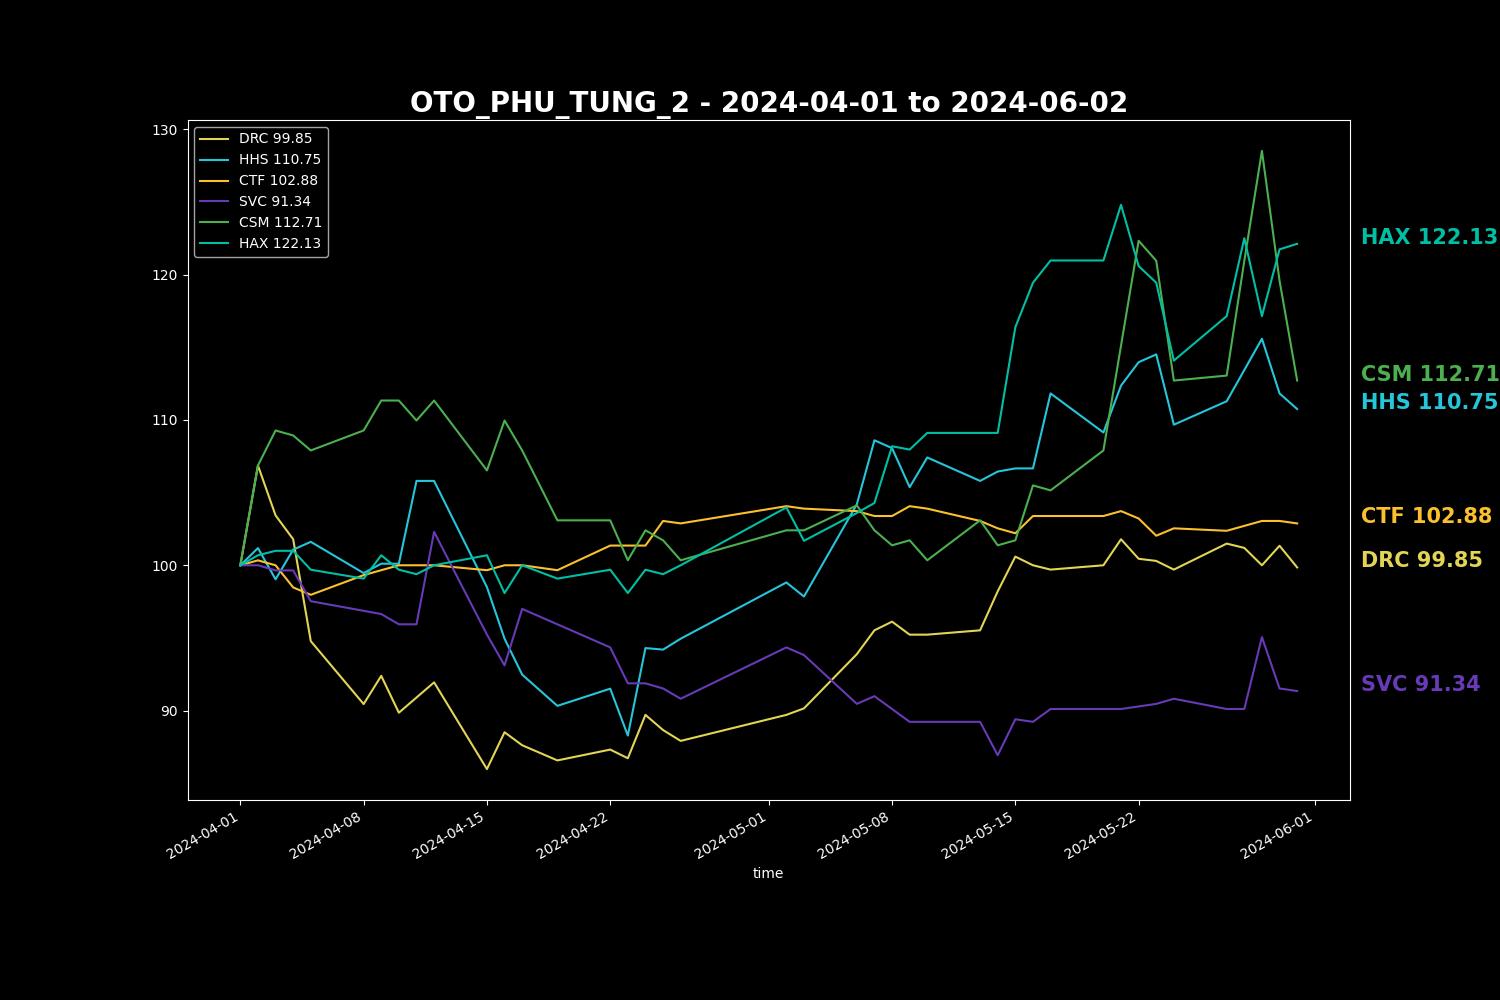 OTO_PHU_TUNG_2 - 2024-04-01 to 2024-06-02
130
120
110
100
90
DRC 99.85
HHS 110.75
CTF 102.88
SVC 91.34
CSM 112.71
HAX 122.13
HAX 122.13
CSM 112.71
HHS 110.75
CTF 102.88
DRC 99.85
SVC 91.34
2024-04-01
2024-04-08
2024-04-15
2024-04-22
2024-05-01
2024-05-08
2024-05-15
2024-05-22
2024-06-01
time